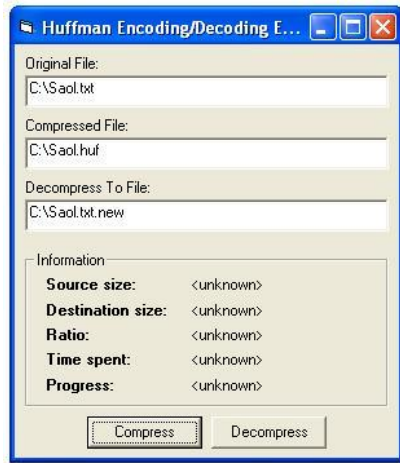 Huffman Encoding/Decoding E...
Original File:
C:\Saol.txt
Compressed File:
C:\Saol.huf
Decompress To File:
C:\Saol.txt.new
Information
Source size: <unknown>
Destination size: <unknown>
Ratio: <unknown>
Time spent: <unknown>
Progress: <unknown>
Compress Decompress